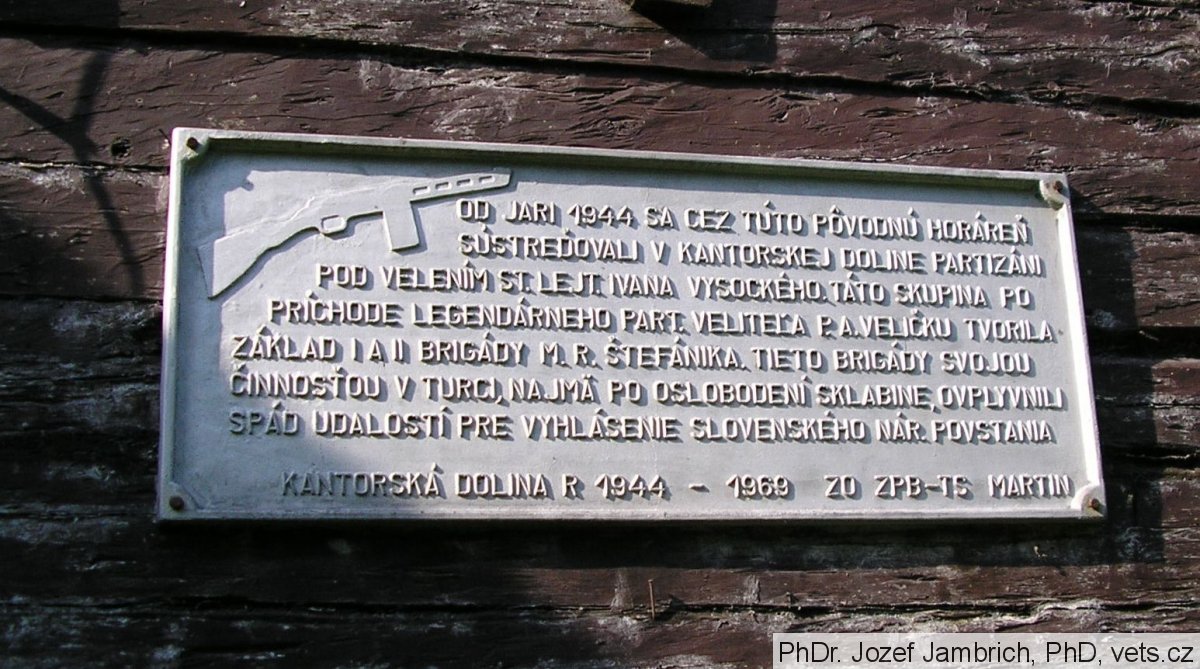 OD JARI 1944 SA CEZ TÚTO PÔVODNÚ HORÁREŇ
SÚSTREĎOVALI V KANTORSKEJ DOLINE PARTIZÁNI
POD VELENÍM ST. LEJT. IVANA VYSOCKÉHO. TÁTO SKUPINA PO
PRÍCHODE LEGENDÁRNEHO PART. VELITEĽA P. A. VELIČKU TVORILA
ZÁKLAD I A II. BRIGÁDY M. R. ŠTEFÁNIKA. TIETO BRIGÁDY SVOJOU
ČINNOSŤOU V TURCI, NAJMÄ PO OSLOBODENÍ SKLABINE, OVPLYVNILI
SPÁD UDALOSTÍ PRE VYHLÁSENIE SLOVENSKÉHO NÁR. POVSTANIA
KANTORSKÁ DOLINA R. 1944 - 1969 ZO ZPB-TS MARTIN
PhDr. Jozef Jambrich, PhD. vets.cz